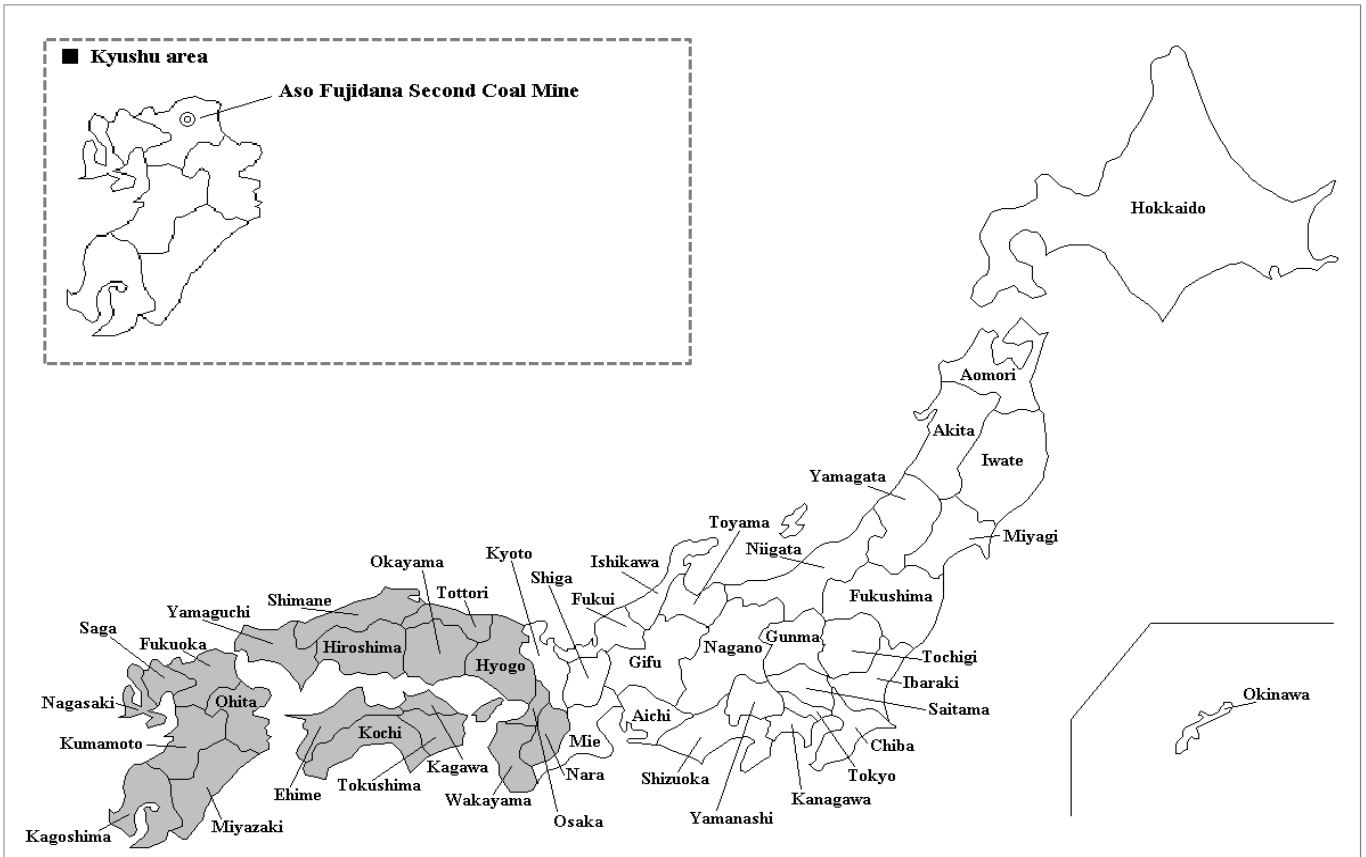 ■ Kyushu area
Aso Fujidana Second Coal Mine
Hokkaido
Aomori
Akita
Iwate
Yamagata
Miyagi
Toyama
Niigata
Ishikawa
Kyoto
Shiga
Okayama
Fukui
Fukushima
Tottori
Shimane
Yamaguchi
Saga
Fukuoka
Hiroshima
Hyogo
Gifu
Nagano
Gunma
Tochigi
Ibaraki
Saitama
Nagasaki
Ohita
Okinawa
Kochi
Aichi
Mie
Kumamoto
Chiba
Kagawa
Tokushima
Ehime
Wakayama
Nara
Shizuoka
Tokyo
Kanagawa
Osaka
Yamanashi
Miyazaki
Kagoshima